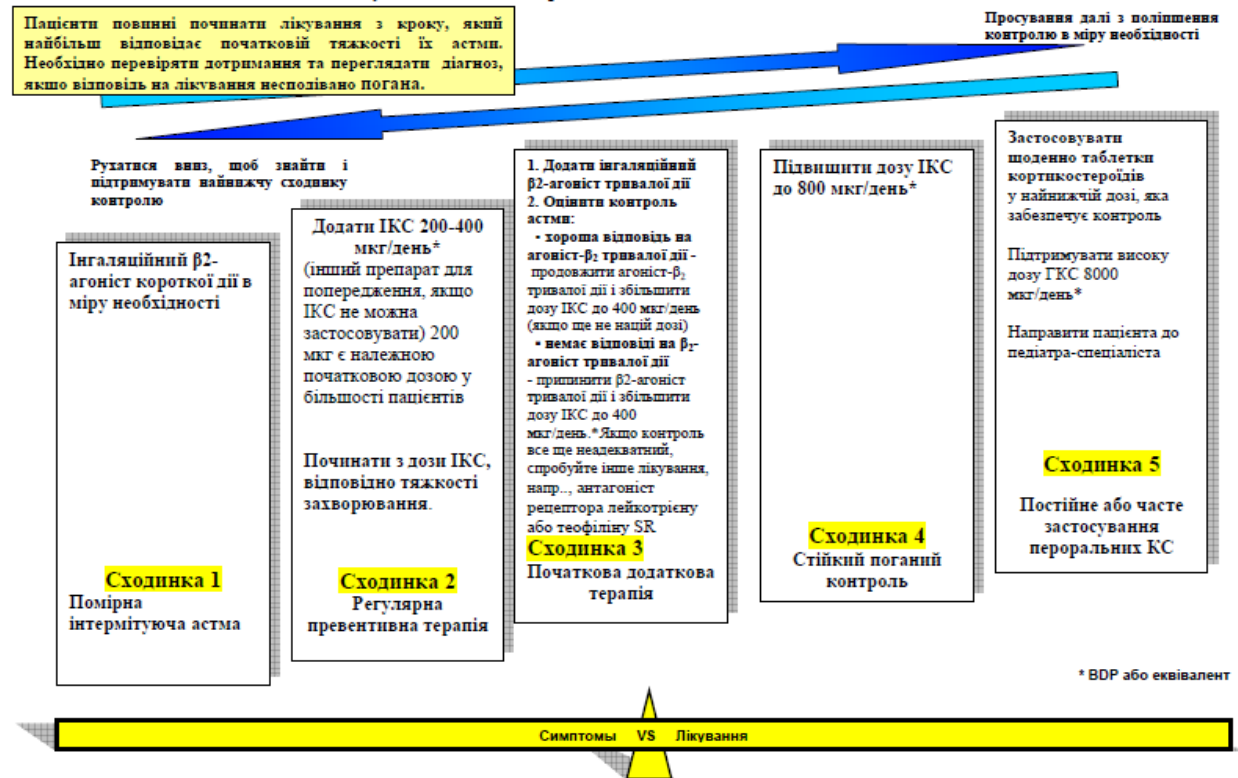 Пацієнти повинні починати лікування з кроку, який
найбільш відповідає початковій тяжкості їх астми.
Необхідно перевіряти дотримання та переглядати діагноз,
якщо відповідь на лікування несподівано погана.
Просування далі з поліпшення
контролю в міру необхідності
Рухатися вниз, щоб знайти і
підтримувати найнижчу сходинку
контролю
Інгаляційний β2-
агоніст короткої дії в
міру необхідності
Сходинка 1
Помірна
інтермітуюча астма
Додати ІКС 200-400
мкг/день*
(інший препарат для
попередження, якщо
ІКС не можна
застосовувати) 200
мкг є належною
початковою дозою у
більшості пацієнтів
Починати з дози ІКС,
відповідно тяжкості
захворювання.
Сходинка 2
Регулярна
превентивна терапія
1. Додати інгаляційний
β2-агоніст тривалої дії
2. Оцінити контроль
астми:
▪ хороша відповідь на
агоніст-β₂ тривалої дії -
продовжити агоніст-β₂
тривалої дії і збільшити
дозу ІКС до 400 мкг/день
(якщо ще не націй дозі)
▪ немає відповіді на β₂-
агоніст тривалої дії
- припинити β2-агоніст
тривалої дії і збільшити
дозу ІКС до 400
мкг/день.*Якщо контроль
все ще неадекватний,
спробуйте інше лікування,
напр.., антагоніст
рецептора лейкотрієну
або теофіліну SR
Сходинка 3
Початкова додаткова
терапія
Підвишити дозу ІКС
до 800 мкг/день*
Сходинка 4
Стійкий поганий
контроль
Застосовувати
щоденно таблетки
кортикостероїдів
у найнижчій дозі, яка
забезпечує контроль
Підтримувати високу
дозу ГКС 8000
мкг/день*
Направити пацієнта до
педіатра-спеціаліста
Сходинка 5
Постійне або часте
застосування
пероральних КС
* BDP або еквівалент
Симптомы VS Лікування